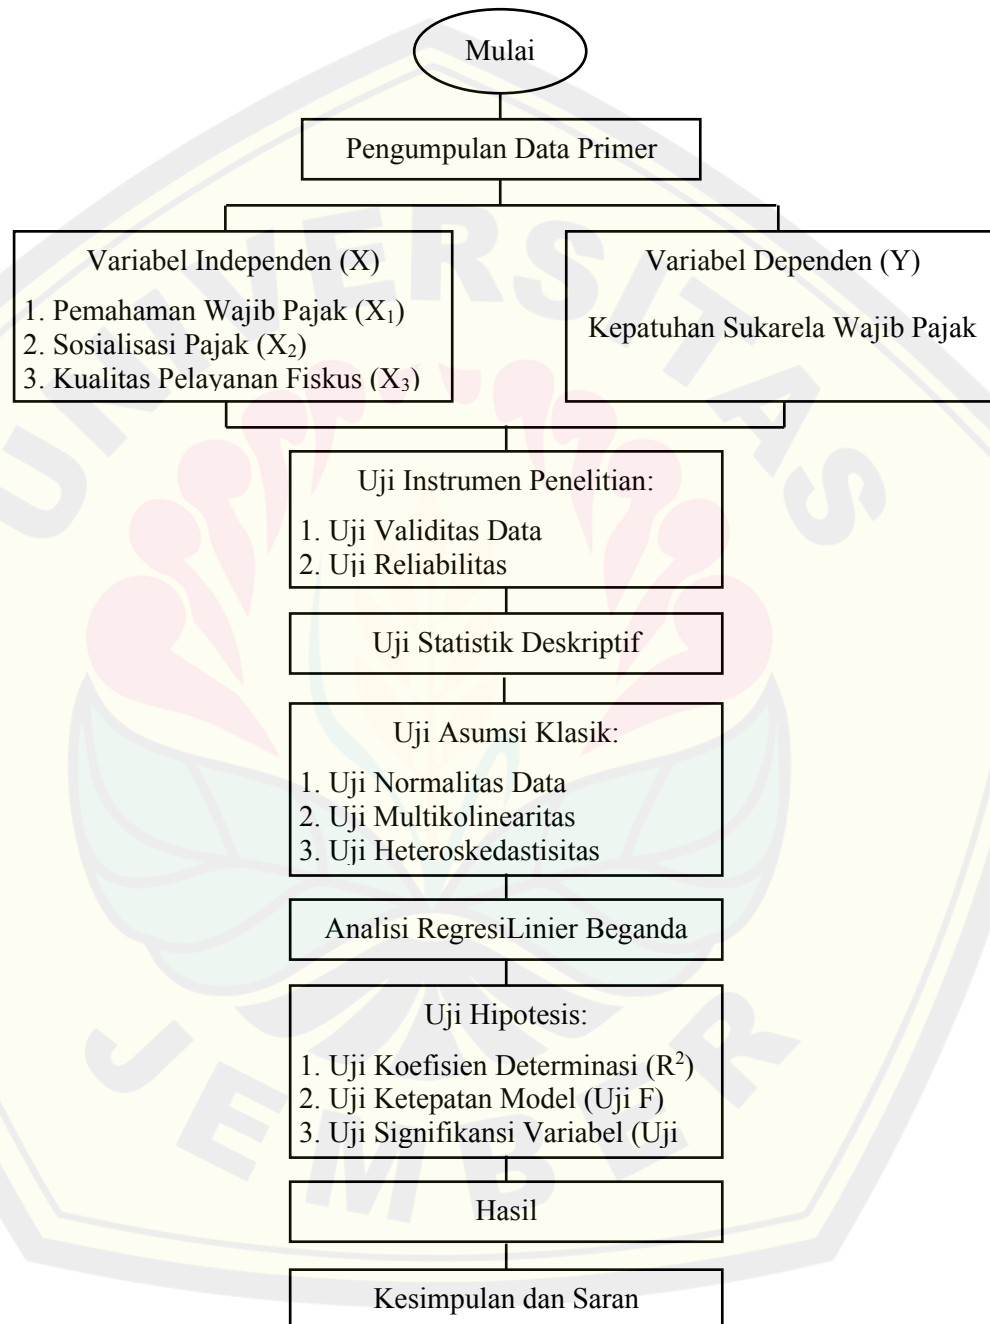 Mulai
Pengumpulan Data Primer
Variabel Independen (X)
1. Pemahaman Wajib Pajak (X₁)
2. Sosialisasi Pajak (X₂)
3. Kualitas Pelayanan Fiskus (X₃)
Variabel Dependen (Y)
Kepatuhan Sukarela Wajib Pajak
Uji Instrumen Penelitian:
1. Uji Validitas Data
2. Uji Reliabilitas
Uji Statistik Deskriptif
Uji Asumsi Klasik:
1. Uji Normalitas Data
2. Uji Multikolinearitas
3. Uji Heteroskedastisitas
Analisi RegresiLinier Beganda
Uji Hipotesis:
1. Uji Koefisien Determinasi (R²)
2. Uji Ketepatan Model (Uji F)
3. Uji Signifikansi Variabel (Uji
Hasil
Kesimpulan dan Saran
UNIVERSITAS
JEMBER